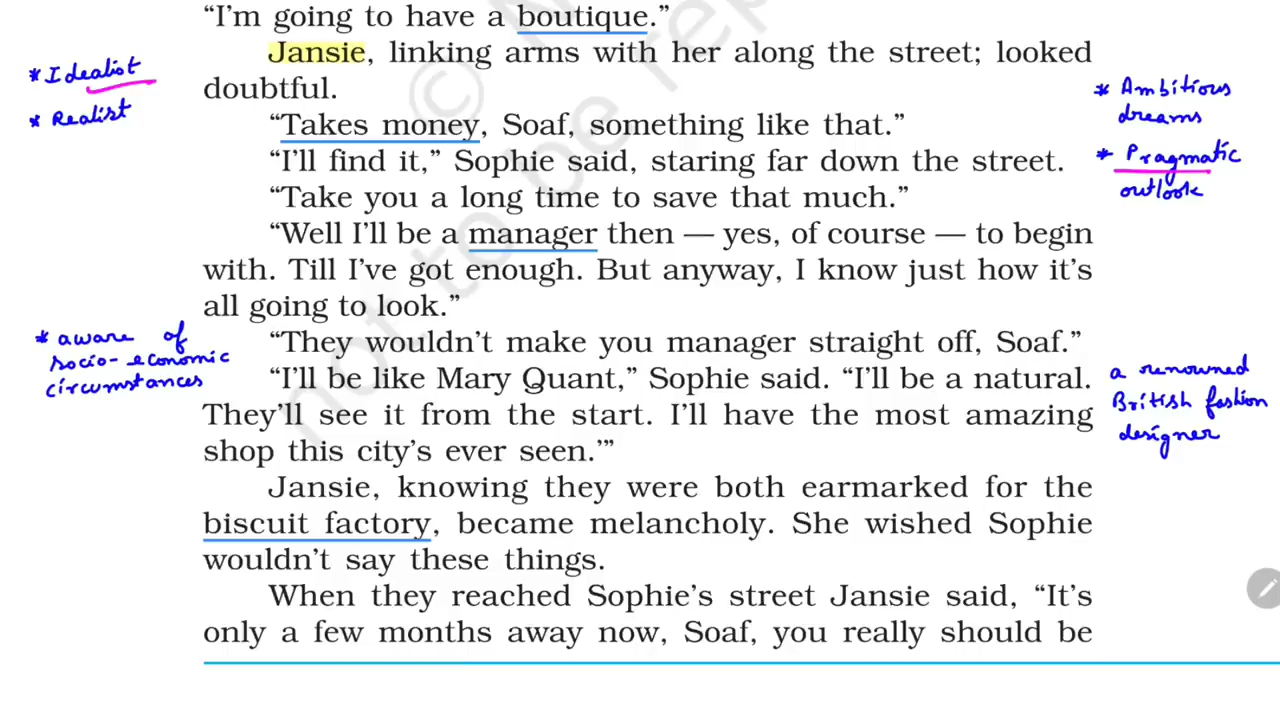 “I’m going to have a boutique.”
Jansie, linking arms with her along the street; looked
doubtful.
“Takes money, Soaf, something like that.”
“I’ll find it,” Sophie said, staring far down the street.
“Take you a long time to save that much.”
“Well I’ll be a manager then — yes, of course — to begin
with. Till I’ve got enough. But anyway, I know just how it’s
all going to look.”
“They wouldn’t make you manager straight off, Soaf.”
“I’ll be like Mary Quant,” Sophie said. “I’ll be a natural.
They’ll see it from the start. I’ll have the most amazing
shop this city’s ever seen.’”
Jansie, knowing they were both earmarked for the
biscuit factory, became melancholy. She wished Sophie
wouldn’t say these things.
When they reached Sophie’s street Jansie said, “It’s
only a few months away now, Soaf, you really should be
* Idealist
* Realist
* aware of
socio-economic
circumstances
* Ambitious
dreams
* Pragmatic
outlook
a renowned
British fashion
designer
not to be re
©